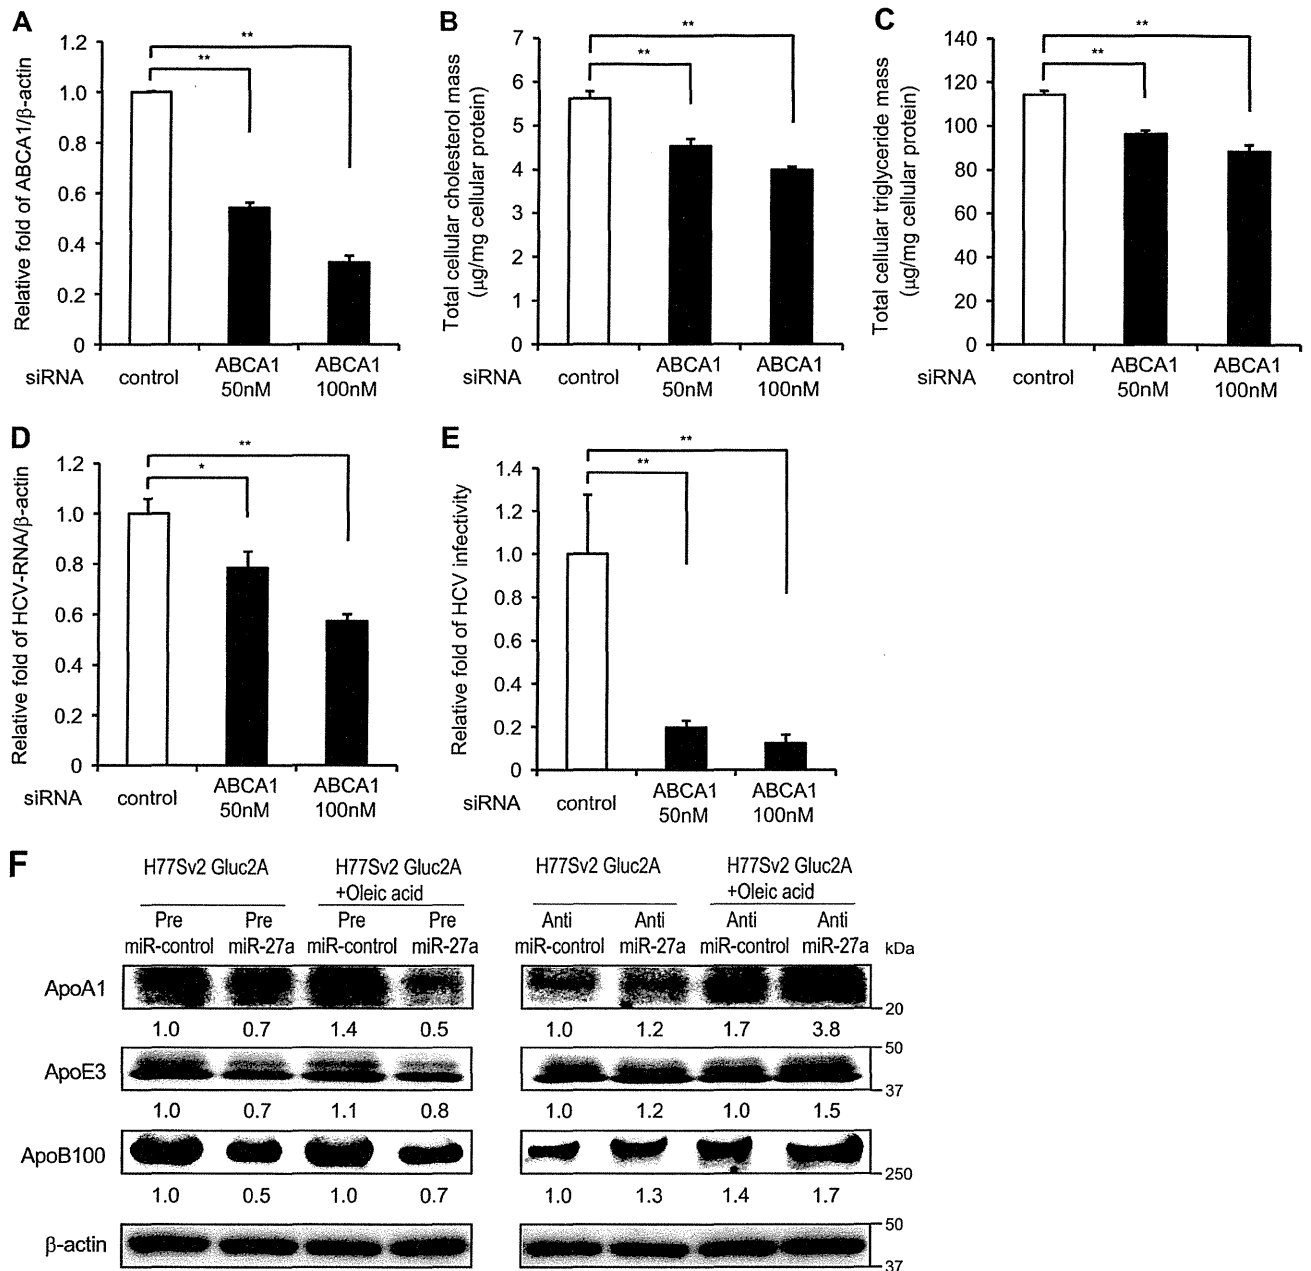 A
Relative fold of ABCA1/β-actin
1.2
1.0
0.8
0.6
0.4
0.2
0
**
**
siRNA control ABCA1 50nM ABCA1 100nM
B
Total cellular cholesterol mass
(μg/mg cellular protein)
7
6
5
4
3
2
1
0
**
**
siRNA control ABCA1 50nM ABCA1 100nM
C
Total cellular triglyceride mass
(μg/mg cellular protein)
140
120
100
80
60
40
20
0
**
**
siRNA control ABCA1 50nM ABCA1 100nM
D
Relative fold of HCV-RNA/β-actin
1.2
1.0
0.8
0.6
0.4
0.2
0
**
*
siRNA control ABCA1 50nM ABCA1 100nM
E
Relative fold of HCV infectivity
1.4
1.2
1.0
0.8
0.6
0.4
0.2
0
**
**
siRNA control ABCA1 50nM ABCA1 100nM
F
H77Sv2 Gluc2A H77Sv2 Gluc2A H77Sv2 Gluc2A H77Sv2 Gluc2A
+Oleic acid +Oleic acid
Pre Pre Pre Pre Anti Anti Anti Anti
miR-control miR-27a miR-control miR-27a miR-control miR-27a miR-control miR-27a kDa
ApoA1
20
1.0 0.7 1.4 0.5 1.0 1.2 1.7 3.8
50
ApoE3
37
1.0 0.7 1.1 0.8 1.0 1.2 1.0 1.5
ApoB100
250
1.0 0.5 1.0 0.7 1.0 1.3 1.4 1.7
50
β-actin
37